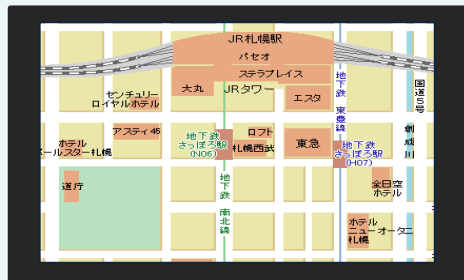 JR札幌駅
パセオ
ステラプレイス
大丸
JRタワー
エスタ
センチュリー
ロイヤルホテル
地下鉄 東豊線
国道5号
アスティ45
地下鉄
さっぽろ駅
(N06)
ロフト
札幌西武
東急
地下鉄
さっぽろ駅
(H07)
創成川
ホテル
ールスター札幌
道庁
地下鉄 南北線
全日空
ホテル
ホテル
ニューオータニ
札幌